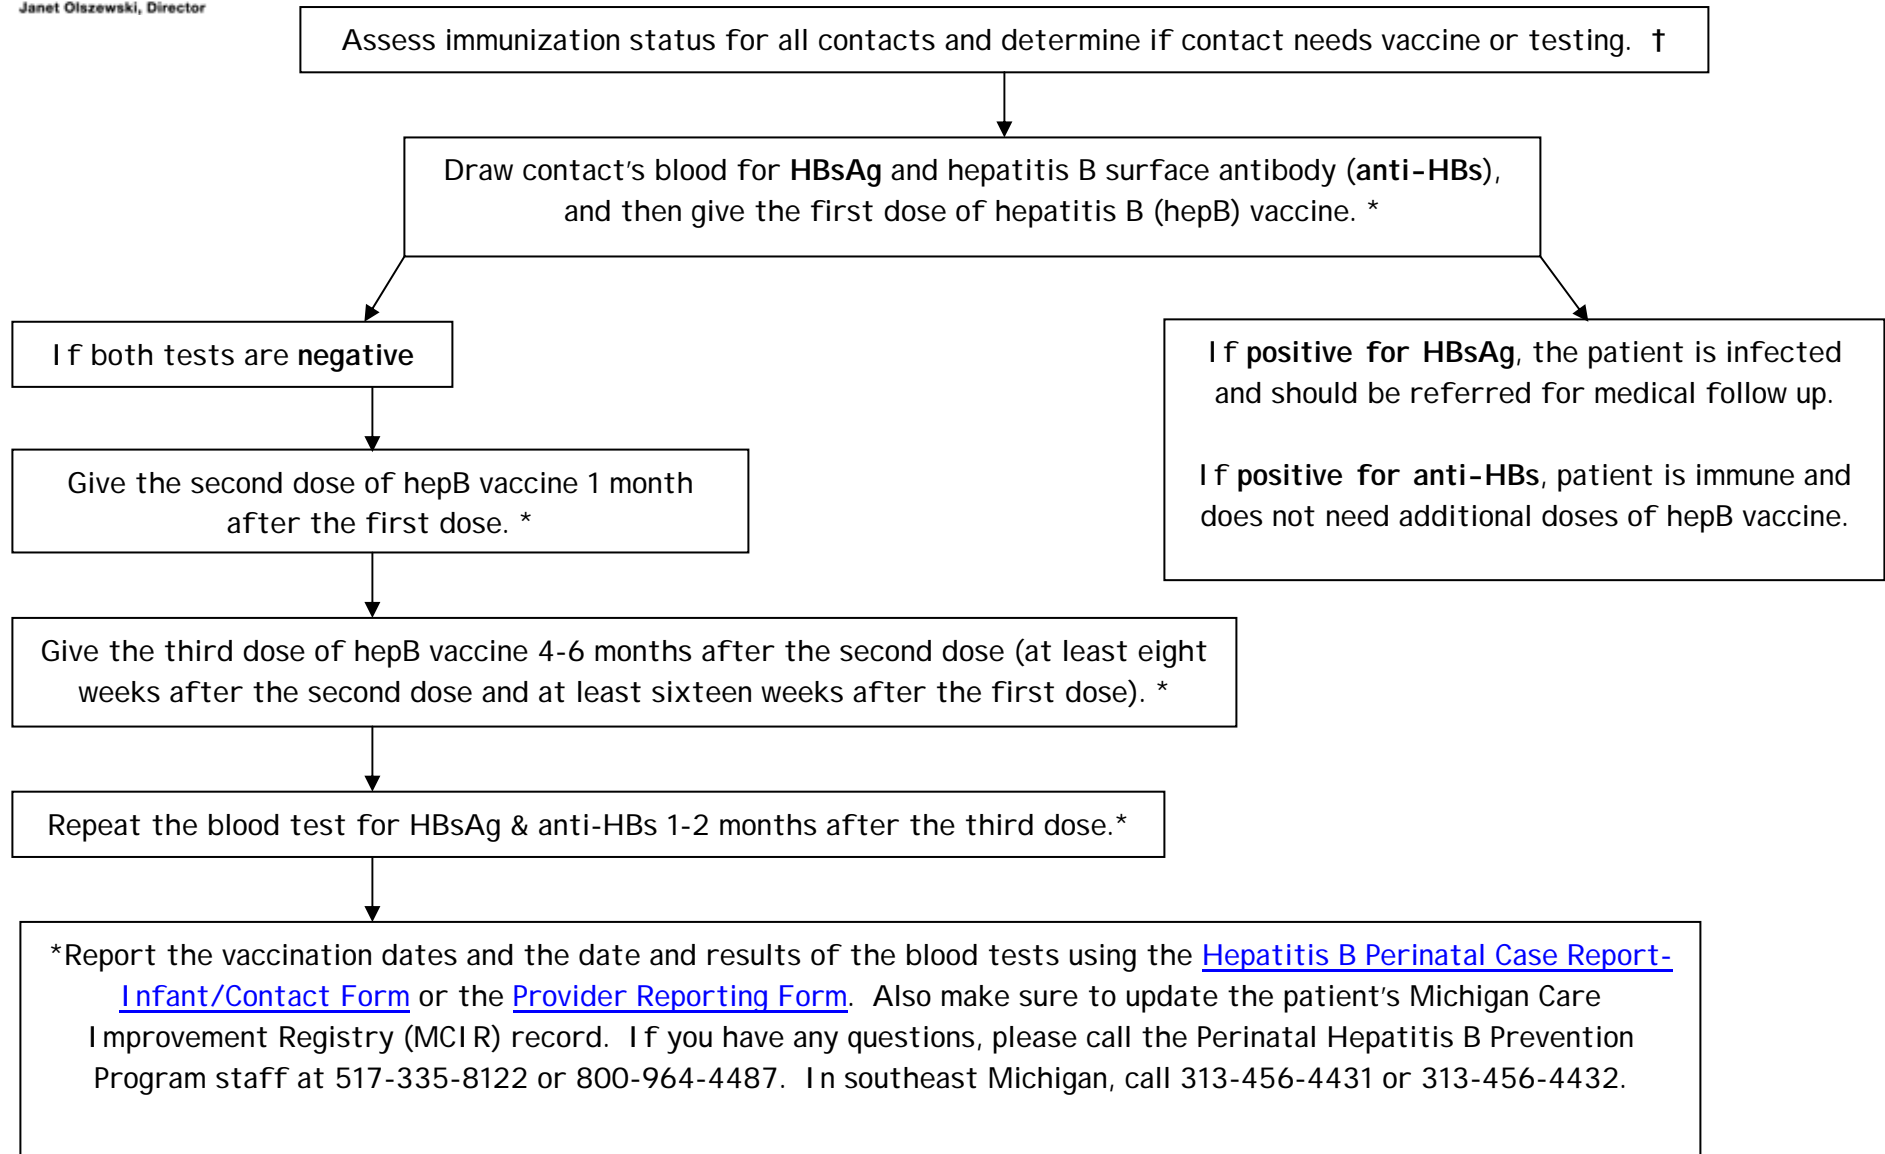 Janet Olszewski, Director
Assess immunization status for all contacts and determine if contact needs vaccine or testing. †
Draw contact's blood for HBsAg and hepatitis B surface antibody (anti-HBs),
and then give the first dose of hepatitis B (hepB) vaccine. *
If both tests are negative
If positive for HBsAg, the patient is infected
and should be referred for medical follow up.
If positive for anti-HBs, patient is immune and
does not need additional doses of hepB vaccine.
Give the second dose of hepB vaccine 1 month
after the first dose. *
Give the third dose of hepB vaccine 4-6 months after the second dose (at least eight
weeks after the second dose and at least sixteen weeks after the first dose). *
Repeat the blood test for HBsAg & anti-HBs 1-2 months after the third dose.*
*Report the vaccination dates and the date and results of the blood tests using the Hepatitis B Perinatal Case Report-
Infant/Contact Form or the Provider Reporting Form. Also make sure to update the patient's Michigan Care
Improvement Registry (MCIR) record. If you have any questions, please call the Perinatal Hepatitis B Prevention
Program staff at 517-335-8122 or 800-964-4487. In southeast Michigan, call 313-456-4431 or 313-456-4432.